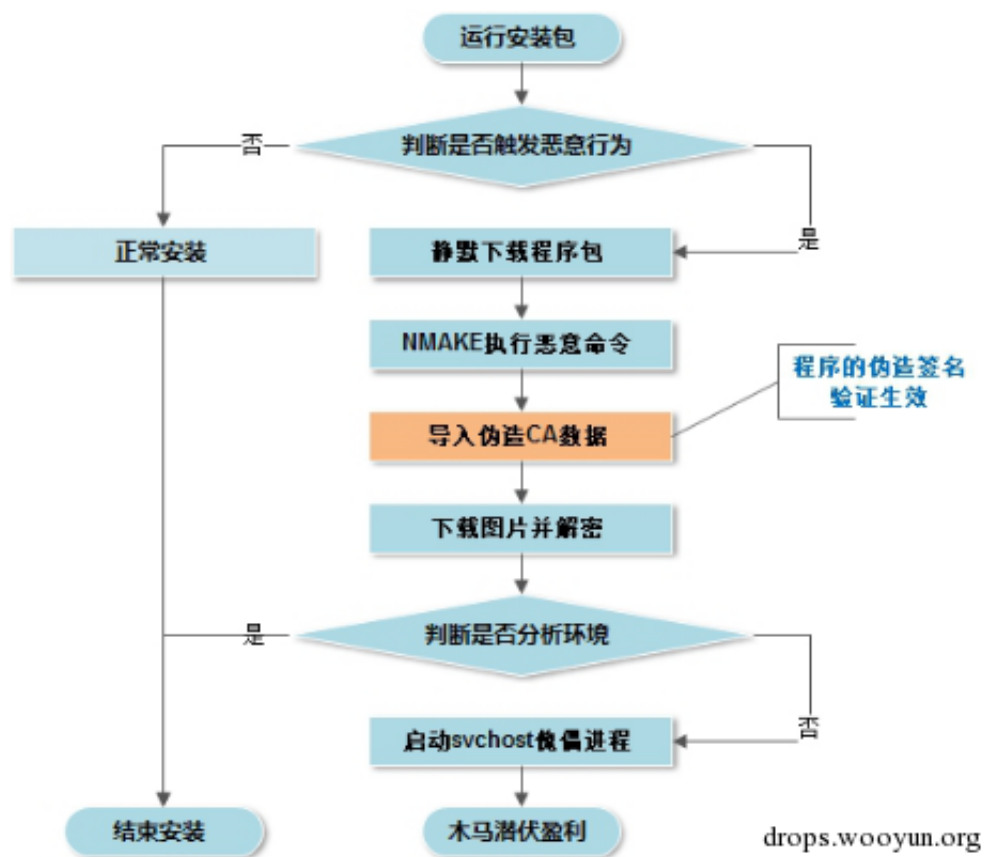 运行安装包
判断是否触发恶意行为
否
是
正常安装
静默下载程序包
NMAKE执行恶意命令
程序的伪造签名
验证生效
导入伪造CA数据
下载图片并解密
判断是否分析环境
是
否
启动svchost傀儡进程
结束安装
木马潜伏盈利
drops.wooyun.org